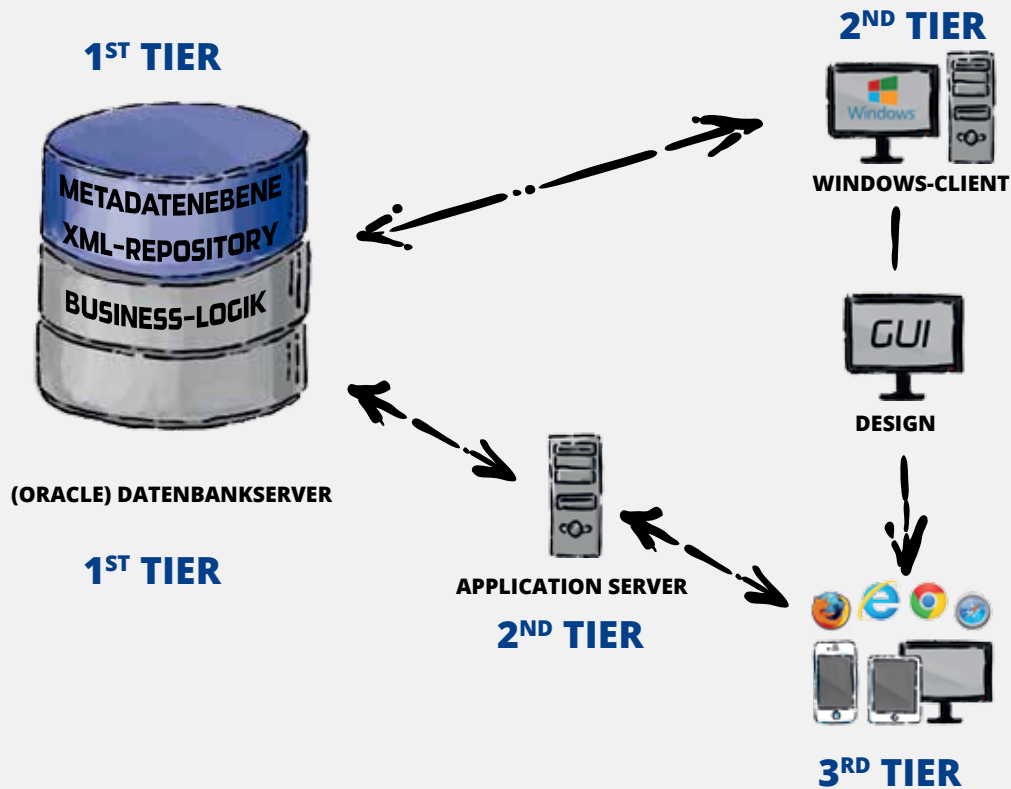 1ST TIER
METADATENEBENE
XML-REPOSITORY
BUSINESS-LOGIK
(ORACLE) DATENBANKSERVER
1ST TIER
2ND TIER
Windows
WINDOWS-CLIENT
GUI
DESIGN
APPLICATION SERVER
2ND TIER
3RD TIER